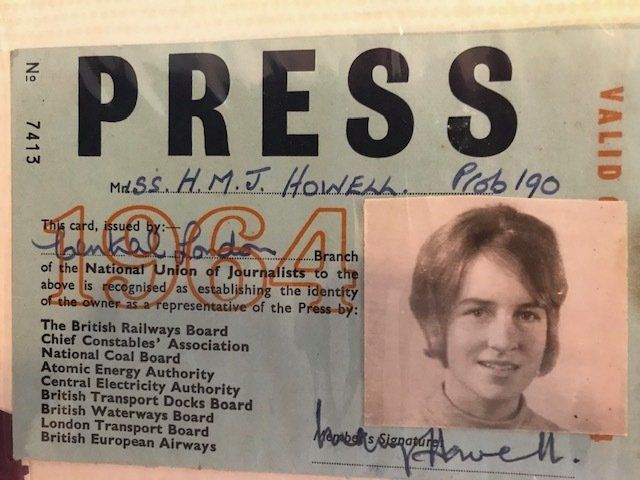 PRESS
No 7413
Miss. H.M.J. HOWELL. Prob 190
1964
This card, issued by:—
Central London Branch
of the National Union of Journalists to the
above is recognised as establishing the identity
of the owner as a representative of the Press by:
The British Railways Board
Chief Constables' Association
National Coal Board
Atomic Energy Authority
Central Electricity Authority
British Transport Docks Board
British Waterways Board
London Transport Board
British European Airways
Member's Signature
Howell.
VALID